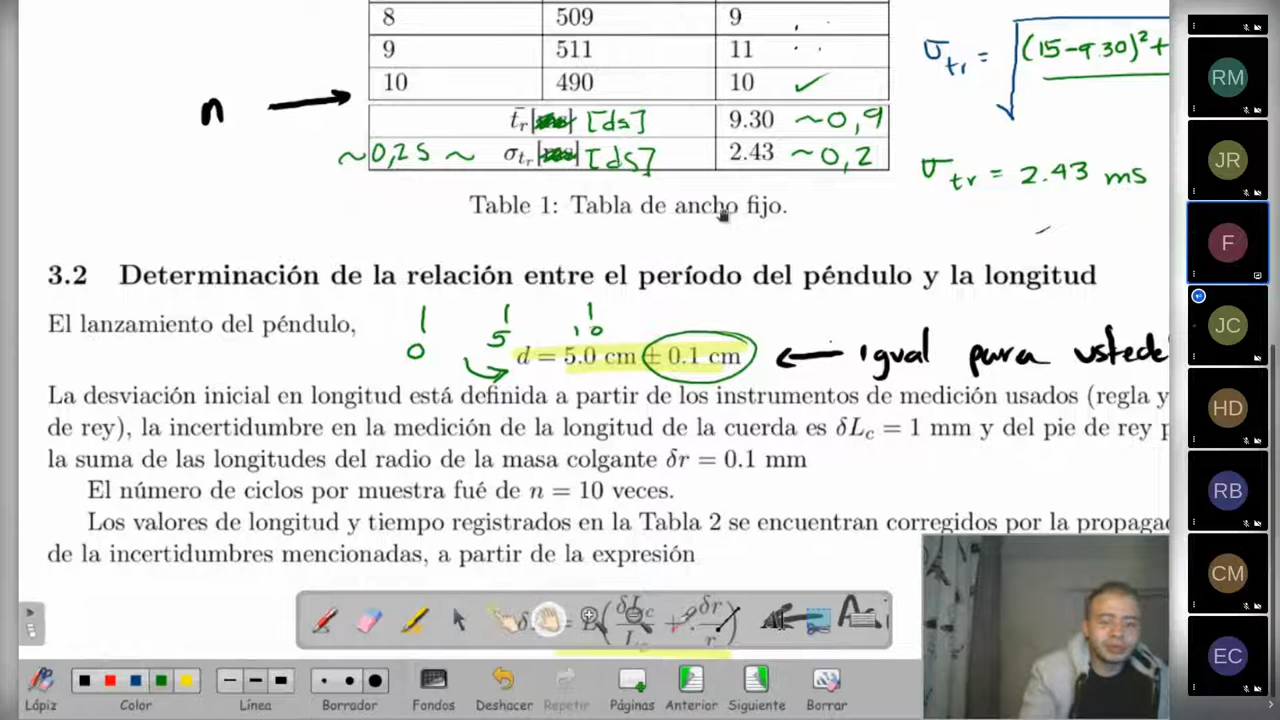 8 509 9
9 511 11
10 490 10 ✓
n
t̄r [ds] 9.30 ~0,9
~0,25 ~ σtr [ds] 2.43 ~0,2
σtr = √(15-9.30)² +
σtr = 2.43 ms
Table 1: Tabla de ancho fijo.
3.2 Determinación de la relación entre el período del péndulo y la longitud
El lanzamiento del péndulo,
0 5 10
d = 5.0 cm ± 0.1 cm igual para ustede
La desviación inicial en longitud está definida a partir de los instrumentos de medición usados (regla y
de rey), la incertidumbre en la medición de la longitud de la cuerda es δLc = 1 mm y del pie de rey p
la suma de las longitudes del radio de la masa colgante δr = 0.1 mm
El número de ciclos por muestra fué de n = 10 veces.
Los valores de longitud y tiempo registrados en la Tabla 2 se encuentran corregidos por la propaga
de la incertidumbres mencionadas, a partir de la expresión
Lápiz Color Línea Borrador Fondos Deshacer Repetir Páginas Anterior Siguiente Borrar
RM
JR
F
JC
HD
RB
CM
EC